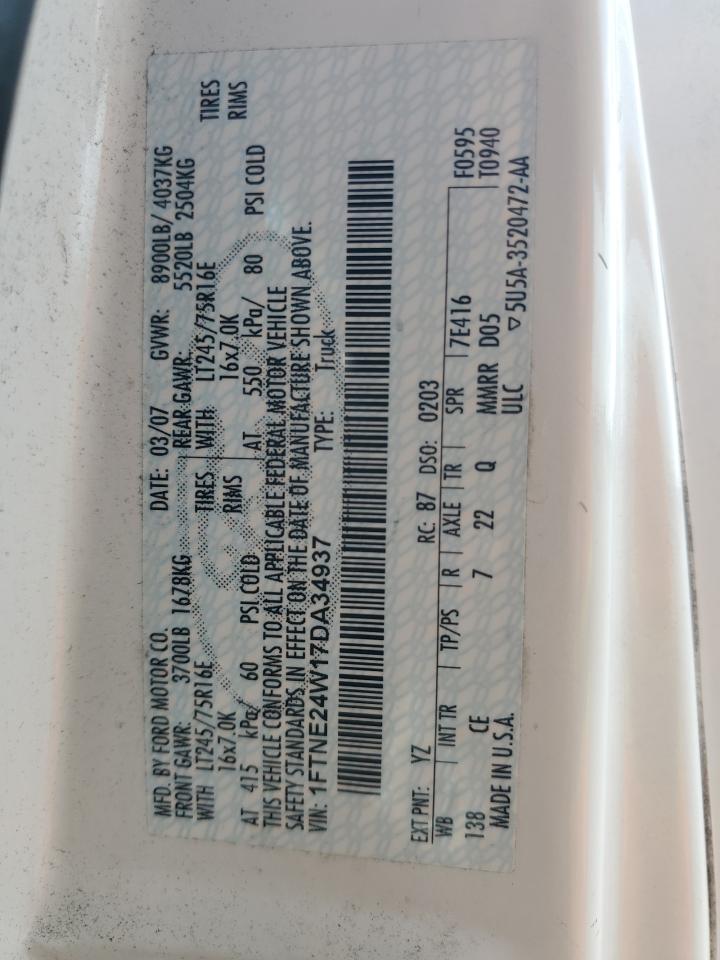 MFD. BY FORD MOTOR CO. DATE: 03/07 GVWR: 8900LB/ 4037KG
FRONT GAWR: 3700LB 1678KG REAR GAWR: 5520LB 2504KG
WITH LT245/75R16E TIRES WITH LT245/75R16E TIRES
16x7.0K RIMS 16x7.0K RIMS
AT 415 kPa/ 60 PSI COLD AT 550 kPa/ 80 PSI COLD
THIS VEHICLE CONFORMS TO ALL APPLICABLE FEDERAL MOTOR VEHICLE
SAFETY STANDARDS IN EFFECT ON THE DATE OF MANUFACTURE SHOWN ABOVE.
VIN: 1FTNE24W17DA34937 TYPE: Truck
EXT PNT: YZ RC: 87 DSO: 0203
WB INT TR TP/PS R AXLE TR SPR 7E416 F0595
138 CE 7 22 Q MMRR D05 T0940
MADE IN U.S.A. ULC ▽5U5A-3520472-AA